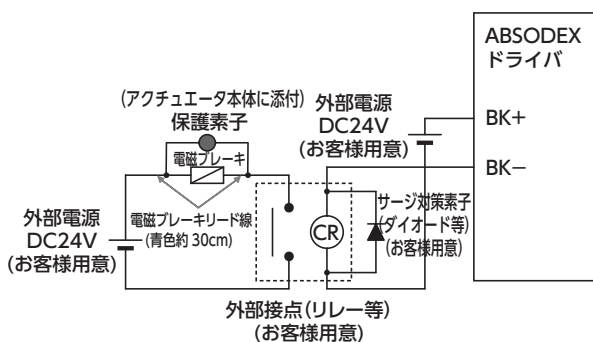 ABSODEX
ドライバ
BK+
BK−
(アクチュエータ本体に添付)
保護素子
電磁ブレーキ
外部電源
DC24V
(お客様用意)
外部電源
DC24V
(お客様用意)
電磁ブレーキリード線
(青色約30cm)
CR
サージ対策素子
(ダイオード等)
(お客様用意)
外部接点(リレー等)
(お客様用意)